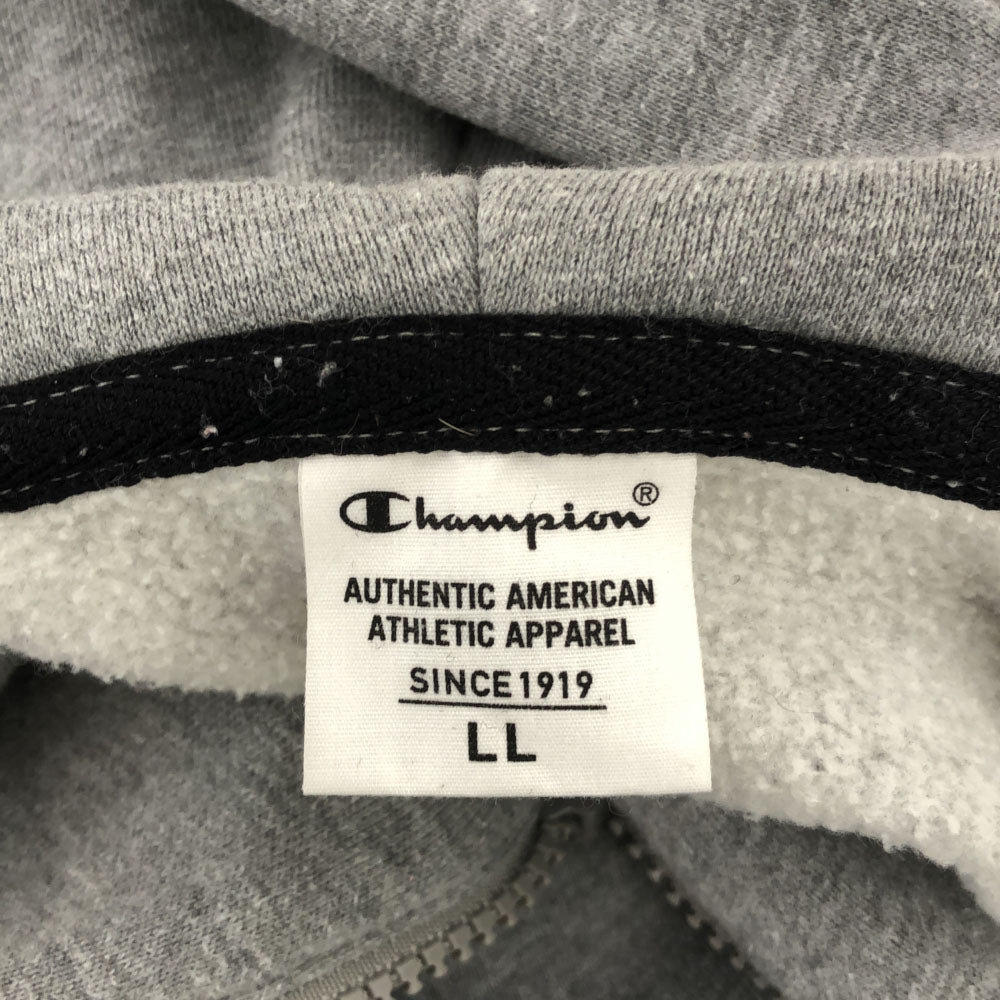 Champion®
AUTHENTIC AMERICAN
ATHLETIC APPAREL
SINCE 1919
LL